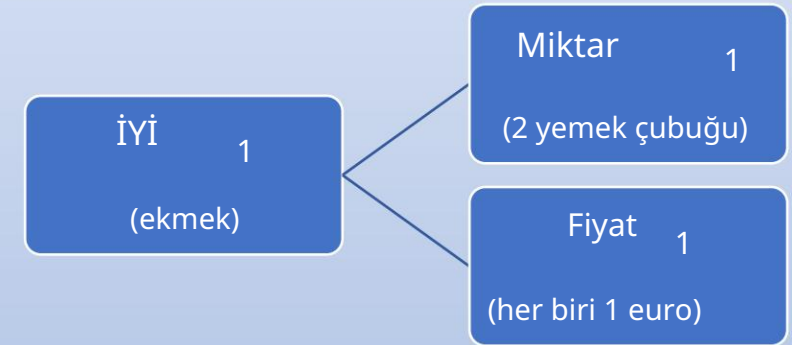 İYİ 1
(ekmek)
Miktar 1
(2 yemek çubuğu)
Fiyat 1
(her biri 1 euro)